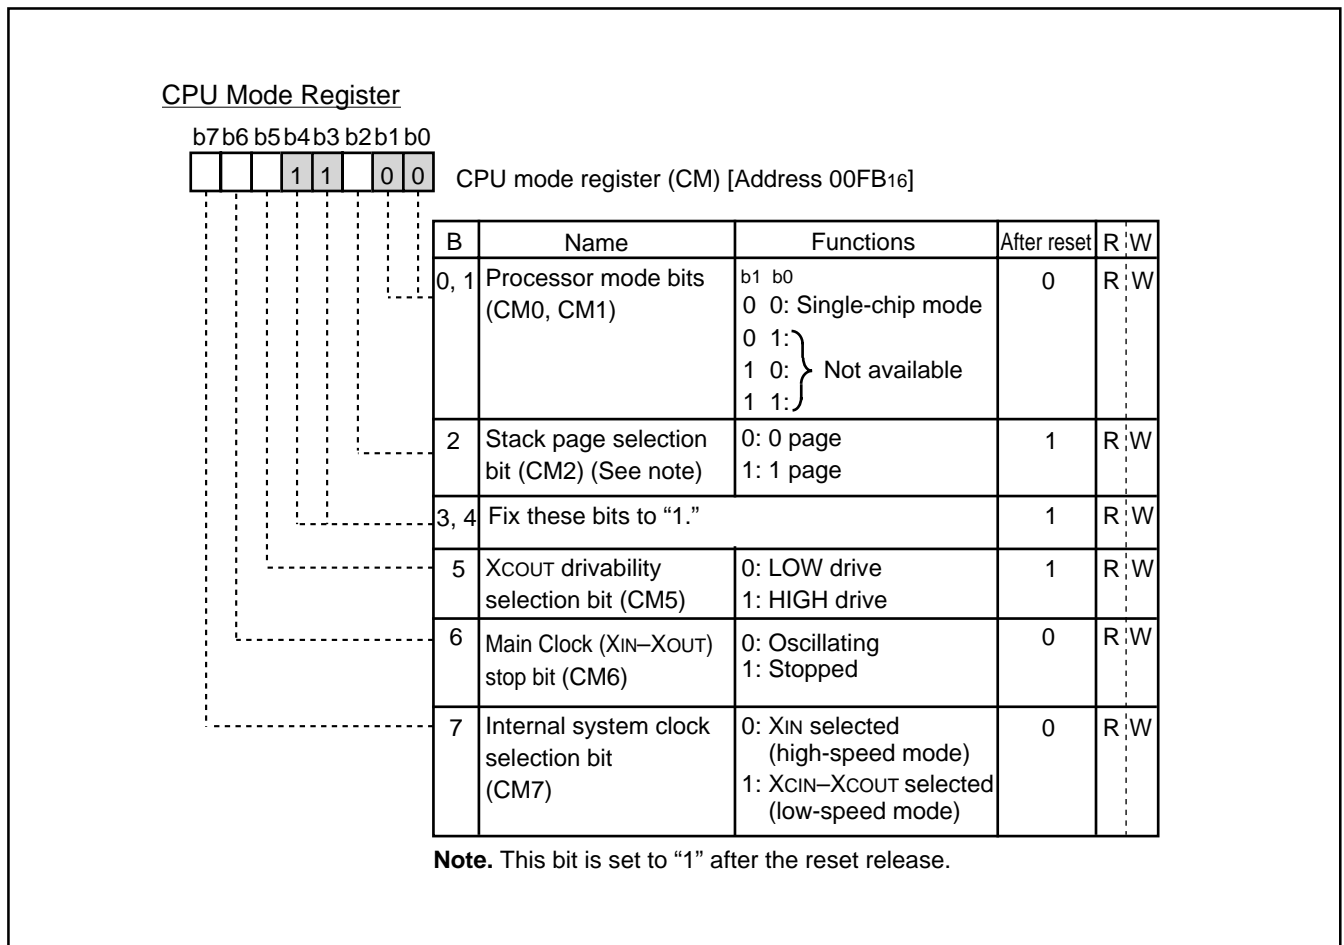 CPU Mode Register
b7 b6 b5 b4 b3 b2 b1 b0
1 1 0 0
CPU mode register (CM) [Address 00FB16]
B Name Functions After reset R W
0, 1 Processor mode bits (CM0, CM1)
b1 b0
0 0: Single-chip mode
0 1:
1 0: Not available
1 1:
0 R W
2 Stack page selection bit (CM2) (See note)
0: 0 page
1: 1 page
1 R W
3, 4 Fix these bits to “1.” 1 R W
5 XCOUT drivability selection bit (CM5)
0: LOW drive
1: HIGH drive
1 R W
6 Main Clock (XIN–XOUT) stop bit (CM6)
0: Oscillating
1: Stopped
0 R W
7 Internal system clock selection bit (CM7)
0: XIN selected (high-speed mode)
1: XCIN–XCOUT selected (low-speed mode)
0 R W
Note. This bit is set to “1” after the reset release.